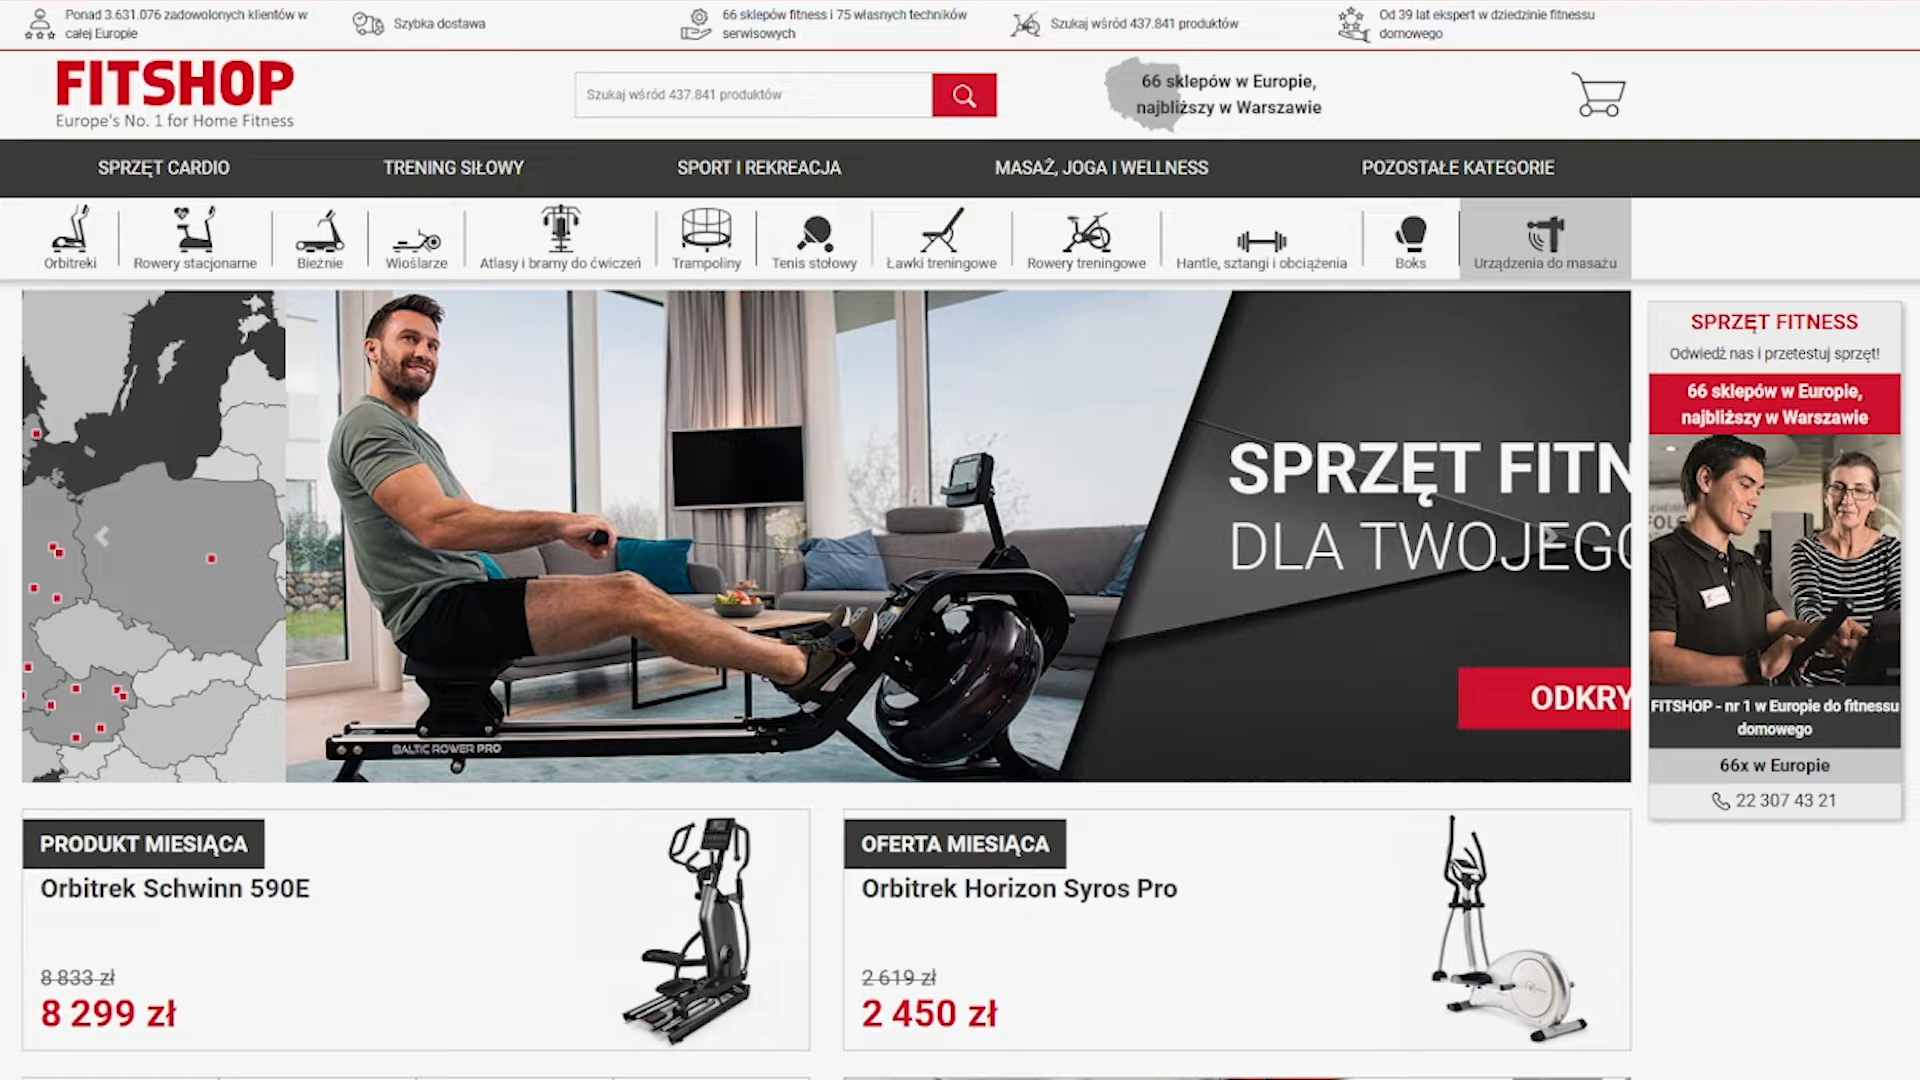 Ponad 3.631.076 zadowolonych klientów w
całej Europie
Szybka dostawa
66 sklepów fitness i 75 własnych techników
serwisowych
Szukaj wśród 437.841 produktów
Od 39 lat ekspert w dziedzinie fitnessu
domowego
FITSHOP
Europe's No. 1 for Home Fitness
Szukaj wśród 437.841 produktów
66 sklepów w Europie,
najbliższy w Warszawie
SPRZĘT CARDIO
TRENING SIŁOWY
SPORT I REKREACJA
MASAŻ, JOGA I WELLNESS
POZOSTAŁE KATEGORIE
Orbitreki
Rowery stacjonarne
Bieżnie
Wioślarze
Atlasy i bramy do ćwiczeń
Trampoliny
Tenis stołowy
Ławki treningowe
Rowery treningowe
Hantle, sztangi i obciążenia
Boks
Urządzenia do masażu
SPRZĘT FITN
DLA TWOJEGO
ODKRY
BALTIC ROWER PRO
SPRZĘT FITNESS
Odwiedź nas i przetestuj sprzęt!
66 sklepów w Europie,
najbliższy w Warszawie
FITSHOP - nr 1 w Europie do fitnessu
domowego
66x w Europie
22 307 43 21
PRODUKT MIESIĄCA
Orbitrek Schwinn 590E
8 833 zł
8 299 zł
OFERTA MIESIĄCA
Orbitrek Horizon Syros Pro
2 619 zł
2 450 zł